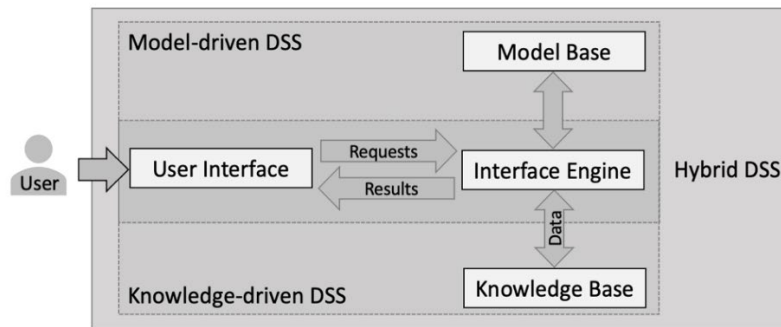 Model-driven DSS
Model Base
User
User Interface
Requests
Results
Interface Engine
Hybrid DSS
Data
Knowledge-driven DSS
Knowledge Base